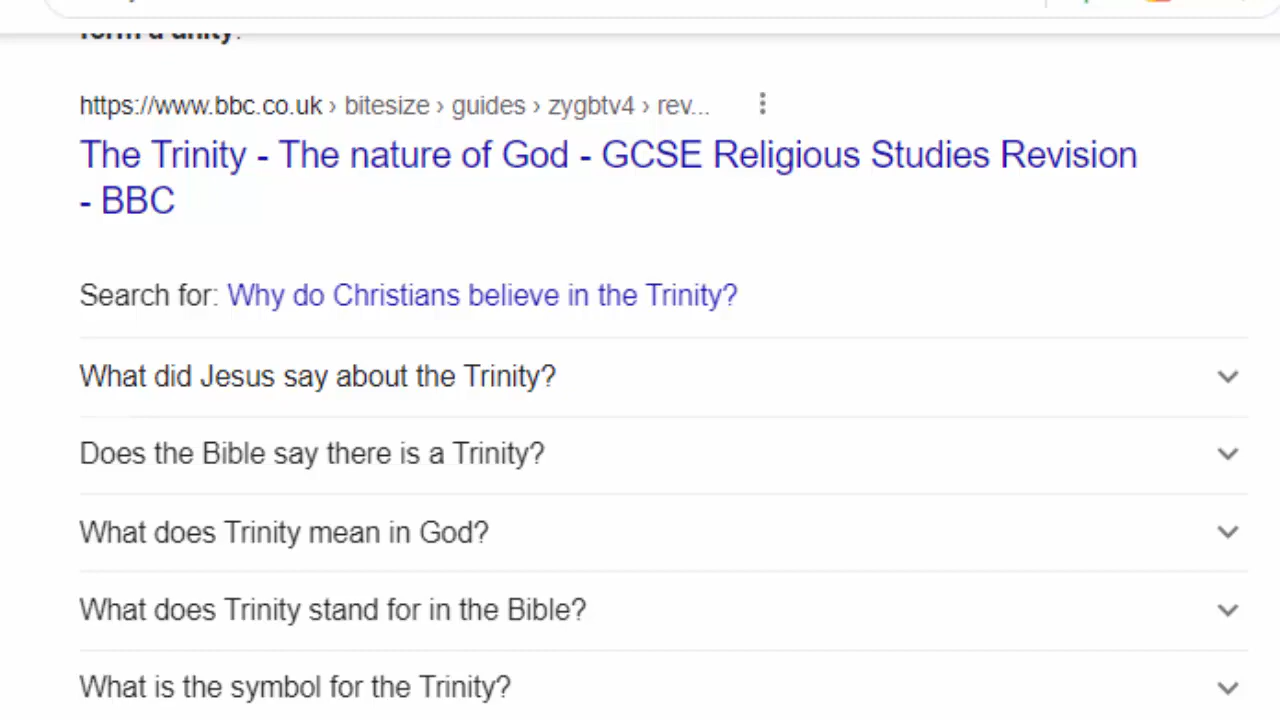 form a unity.
https://www.bbc.co.uk › bitesize › guides › zygbtv4 › rev...
The Trinity - The nature of God - GCSE Religious Studies Revision
- BBC
Search for: Why do Christians believe in the Trinity?
What did Jesus say about the Trinity?
Does the Bible say there is a Trinity?
What does Trinity mean in God?
What does Trinity stand for in the Bible?
What is the symbol for the Trinity?